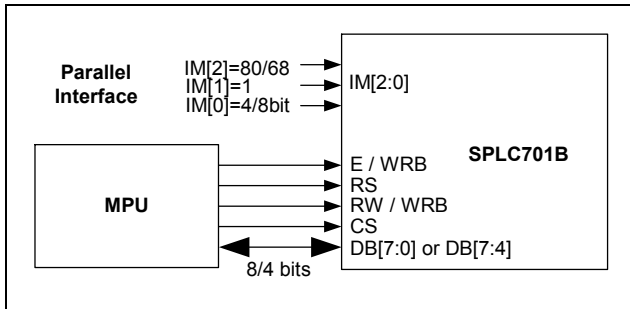 Parallel
Interface
IM[2]=80/68
IM[1]=1
IM[0]=4/8bit
IM[2:0]
SPLC701B
MPU
E / WRB
RS
RW / WRB
CS
DB[7:0] or DB[7:4]
8/4 bits